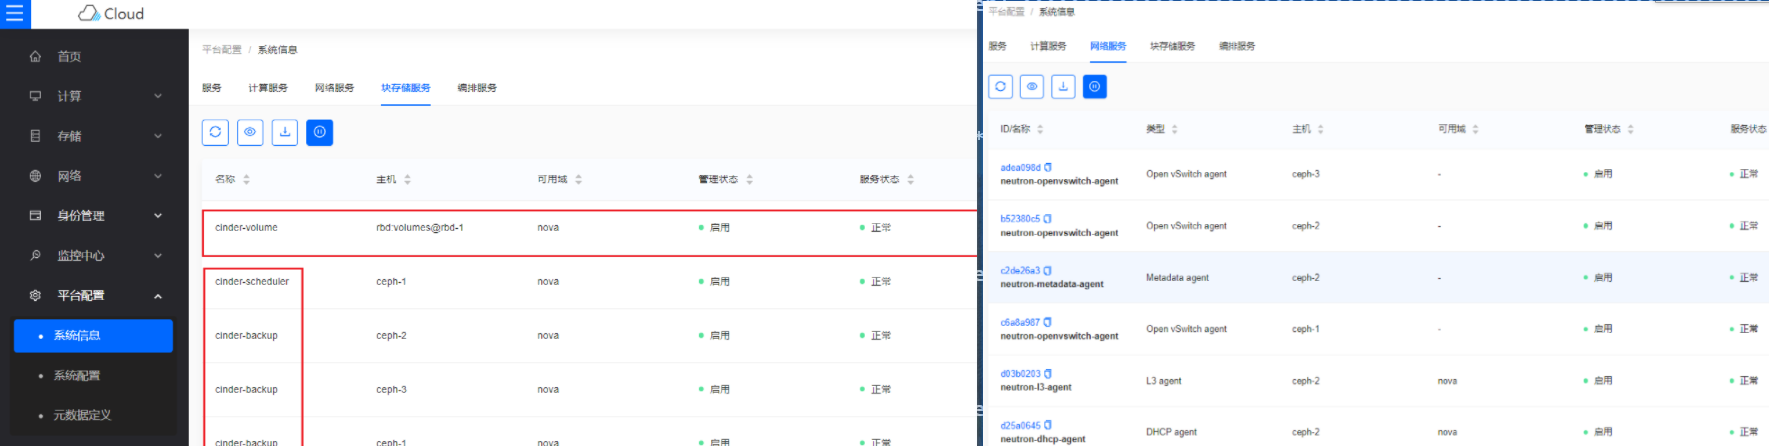 Cloud
首页
计算
存储
网络
身份管理
监控中心
平台配置
系统信息
系统配置
元数据定义
平台配置 / 系统信息
服务 计算服务 网络服务 块存储服务 编排服务
名称 主机 可用域 管理状态 服务状态
cinder-volume rbd:volumes@rbd-1 nova 启用 正常
cinder-scheduler ceph-1 nova 启用 正常
cinder-backup ceph-2 nova 启用 正常
cinder-backup ceph-3 nova 启用 正常
cinder-backup ceph-1 nova 启用 正常
平台配置 / 系统信息
服务 计算服务 网络服务 块存储服务 编排服务
ID/名称 类型 主机 可用域 管理状态 服务状态
adea098d
neutron-openvswitch-agent Open vSwitch agent ceph-3 - 启用 正常
b52380c5
neutron-openvswitch-agent Open vSwitch agent ceph-2 - 启用 正常
c2de26a3
neutron-metadata-agent Metadata agent ceph-2 - 启用 正常
c6a8a987
neutron-openvswitch-agent Open vSwitch agent ceph-1 - 启用 正常
d03b0203
neutron-l3-agent L3 agent ceph-2 nova 启用 正常
d25a0645
neutron-dhcp-agent DHCP agent ceph-2 nova 启用 正常